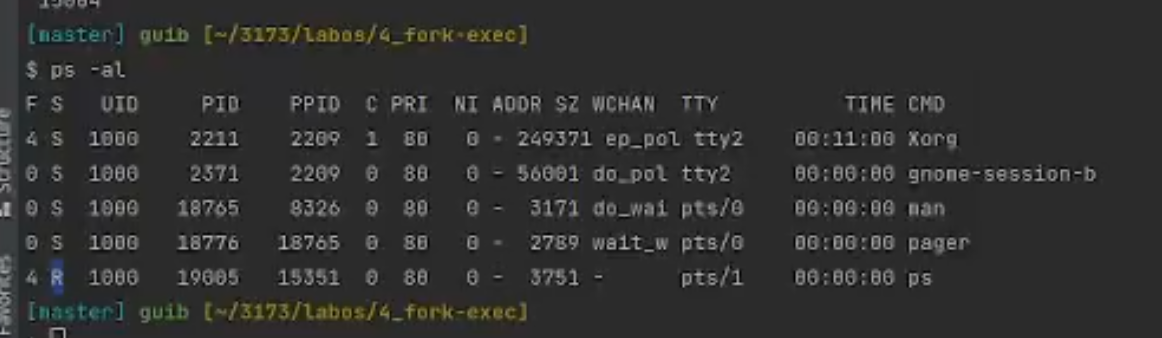 [master] guib [~/3173/labos/4_fork-exec]
$ ps -al
F S   UID     PID    PPID  C PRI  NI ADDR SZ WCHAN  TTY          TIME CMD
4 S  1000    2211    2209  1  80   0 - 249371 ep_pol tty2    00:11:00 Xorg
0 S  1000    2371    2209  0  80   0 - 56001 do_pol tty2     00:00:00 gnome-session-b
0 S  1000   18765    8326  0  80   0 -  3171 do_wai pts/0    00:00:00 man
0 S  1000   18776   18765  0  80   0 -  2789 wait_w pts/0    00:00:00 pager
4 R  1000   19005   15351  0  80   0 -  3751 -      pts/1    00:00:00 ps
[master] guib [~/3173/labos/4_fork-exec]
Structure
Favorites